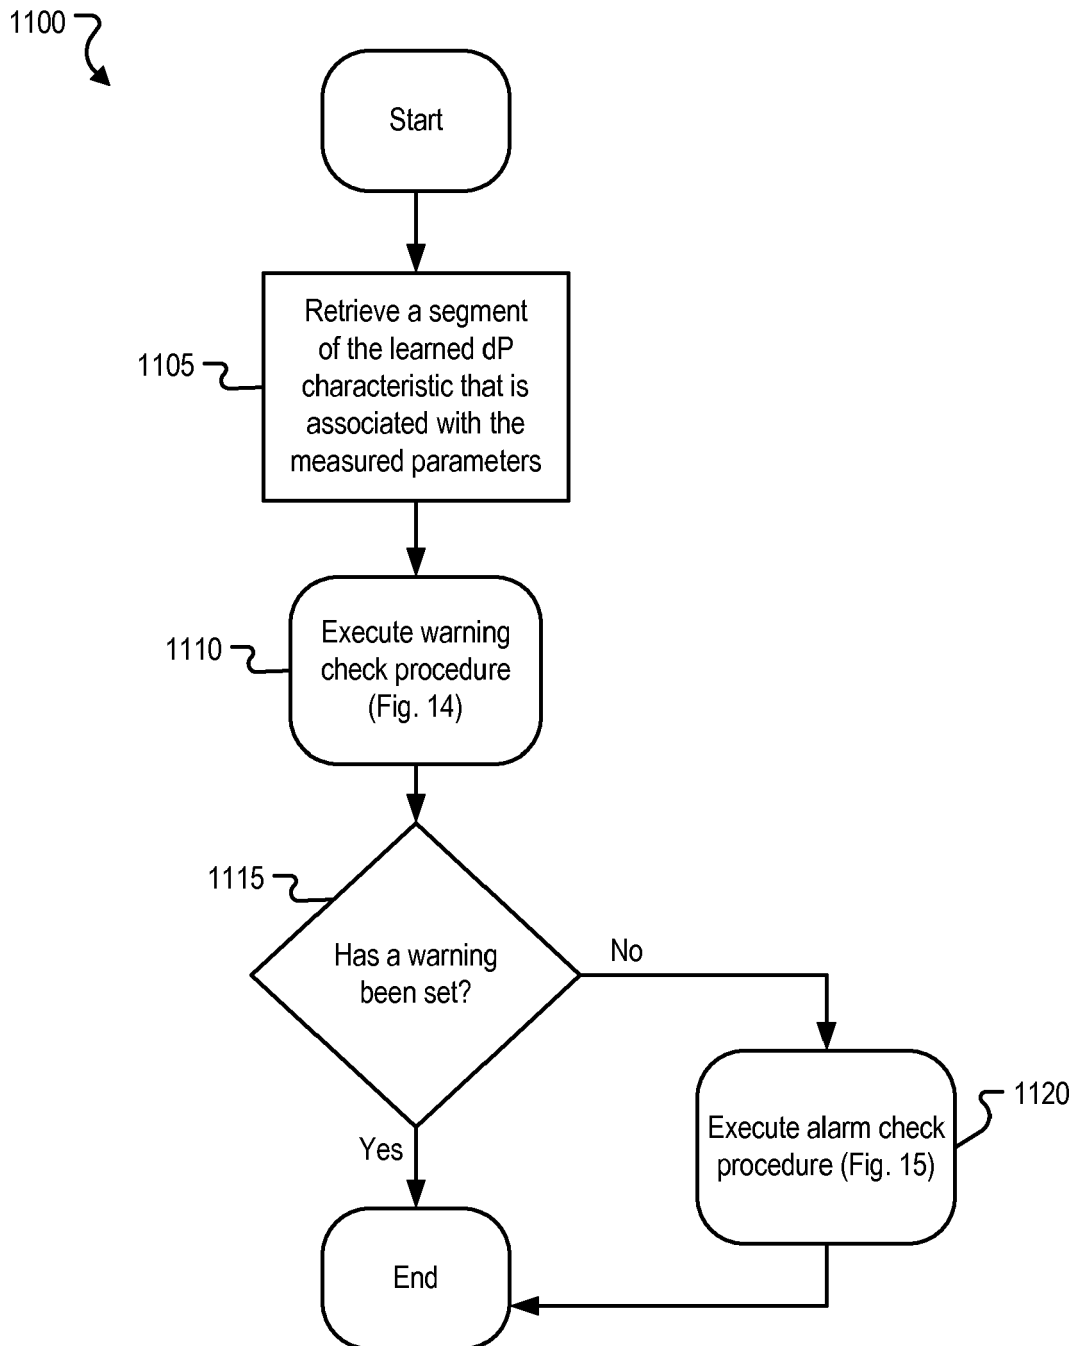 1100
Start
Retrieve a segment
of the learned dP
characteristic that is
associated with the
measured parameters
1105
Execute warning
check procedure
(Fig. 14)
1110
1115
Has a warning
been set?
No
Yes
Execute alarm check
procedure (Fig. 15)
1120
End